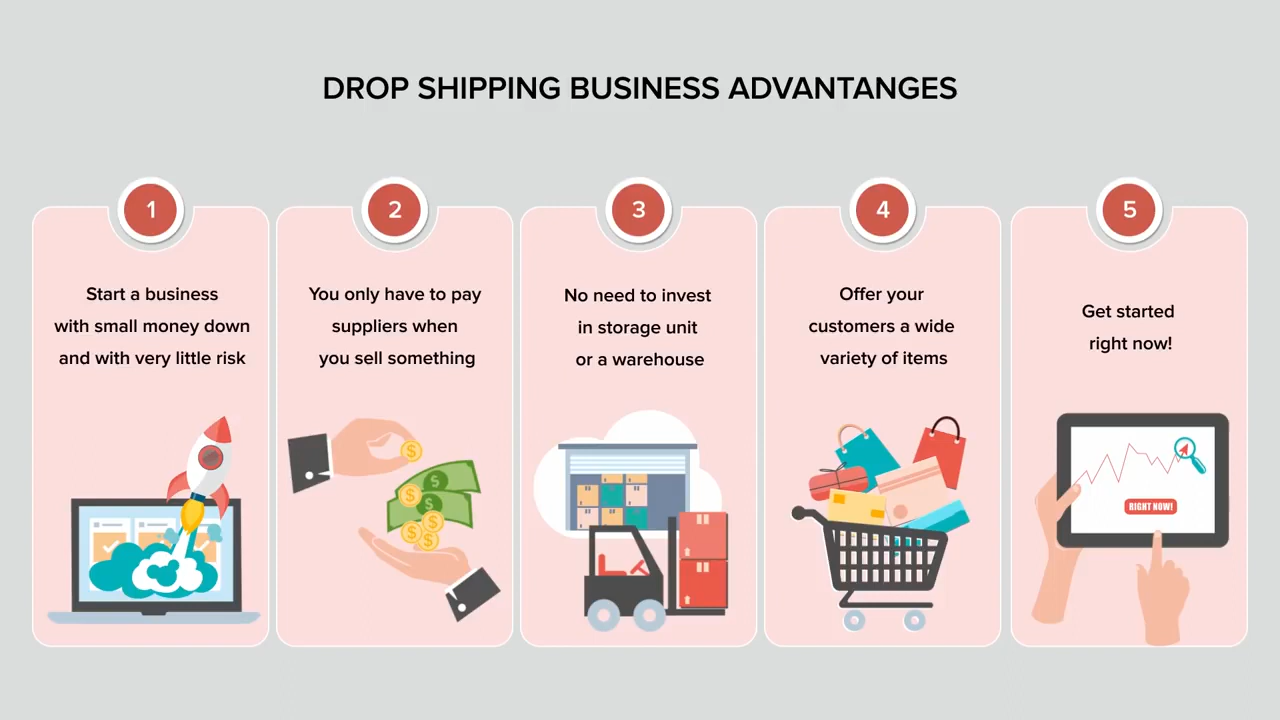 DROP SHIPPING BUSINESS ADVANTANGES
1
Start a business
with small money down
and with very little risk
2
You only have to pay
suppliers when
you sell something
3
No need to invest
in storage unit
or a warehouse
4
Offer your
customers a wide
variety of items
5
Get started
right now!
RIGHT NOW!